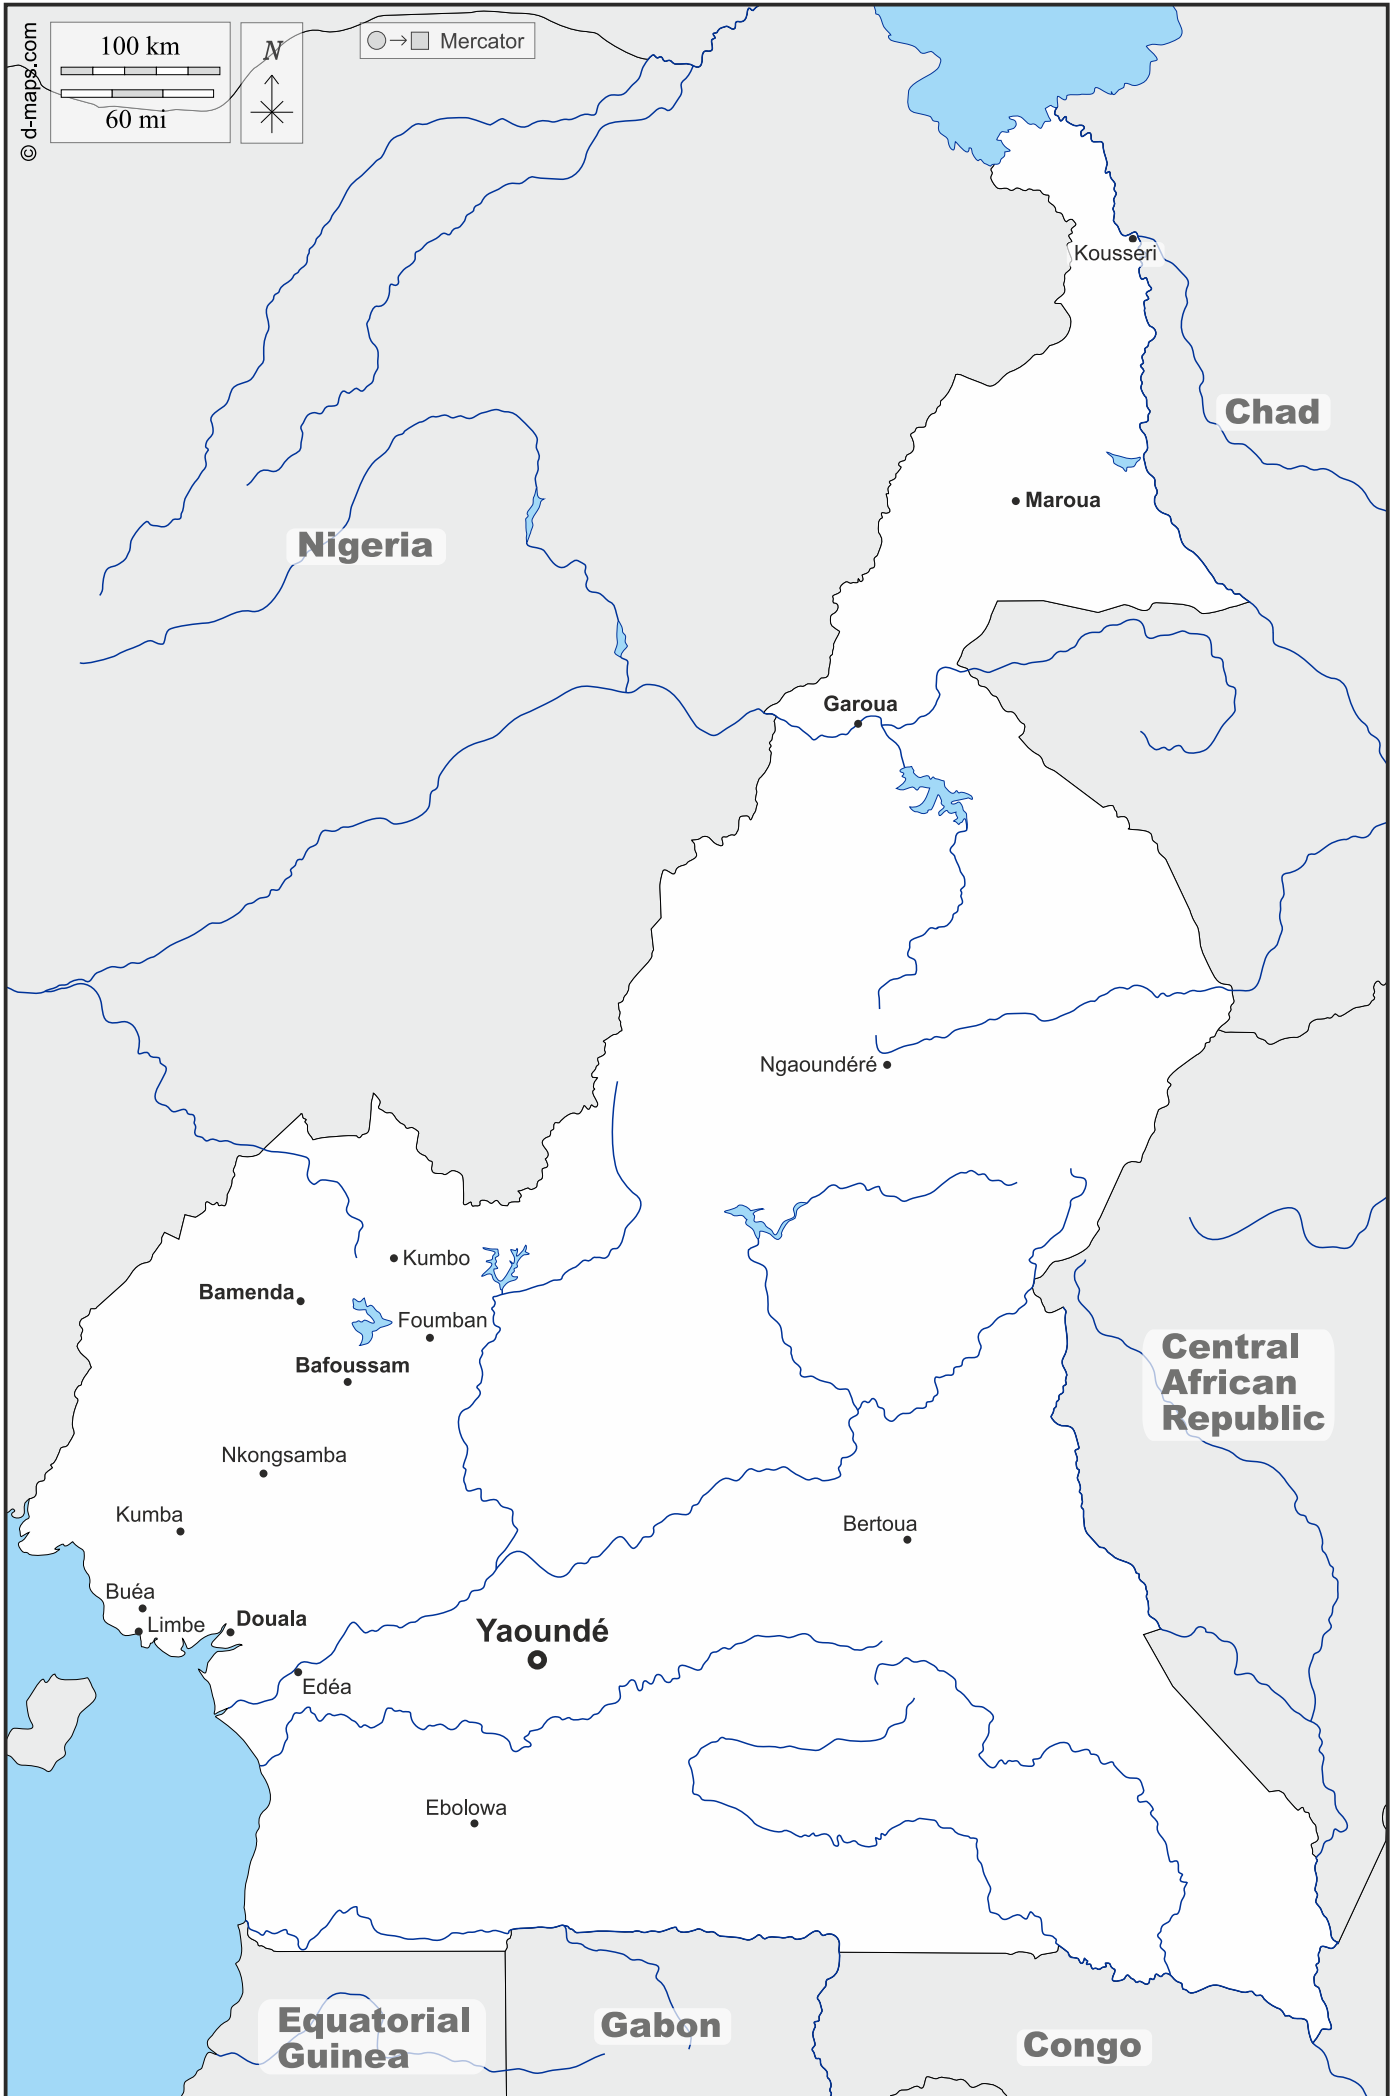 © d-maps.com
100 km
60 mi
N
Mercator
Kousséri
Chad
Maroua
Nigeria
Garoua
Ngaoundéré
Kumbo
Bamenda
Foumban
Bafoussam
Central
African
Republic
Nkongsamba
Kumba
Bertoua
Buéa
Limbe
Douala
Yaoundé
Edéa
Ebolowa
Equatorial
Guinea
Gabon
Congo